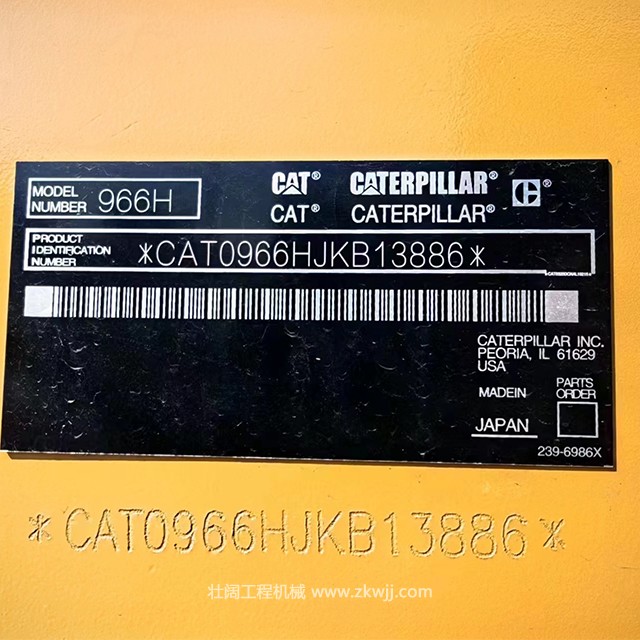 MODEL
NUMBER 966H
CAT® CATERPILLAR® C®
CAT® CATERPILLAR®
PRODUCT
IDENTIFICATION
NUMBER
*CAT0966HJKB13886*
CATERPILLAR INC.
PEORIA, IL 61629
USA
MADEIN
JAPAN
PARTS
ORDER
239-6986X
*CAT0966HJKB13886*
壮阔工程机械 www.zkwjj.com